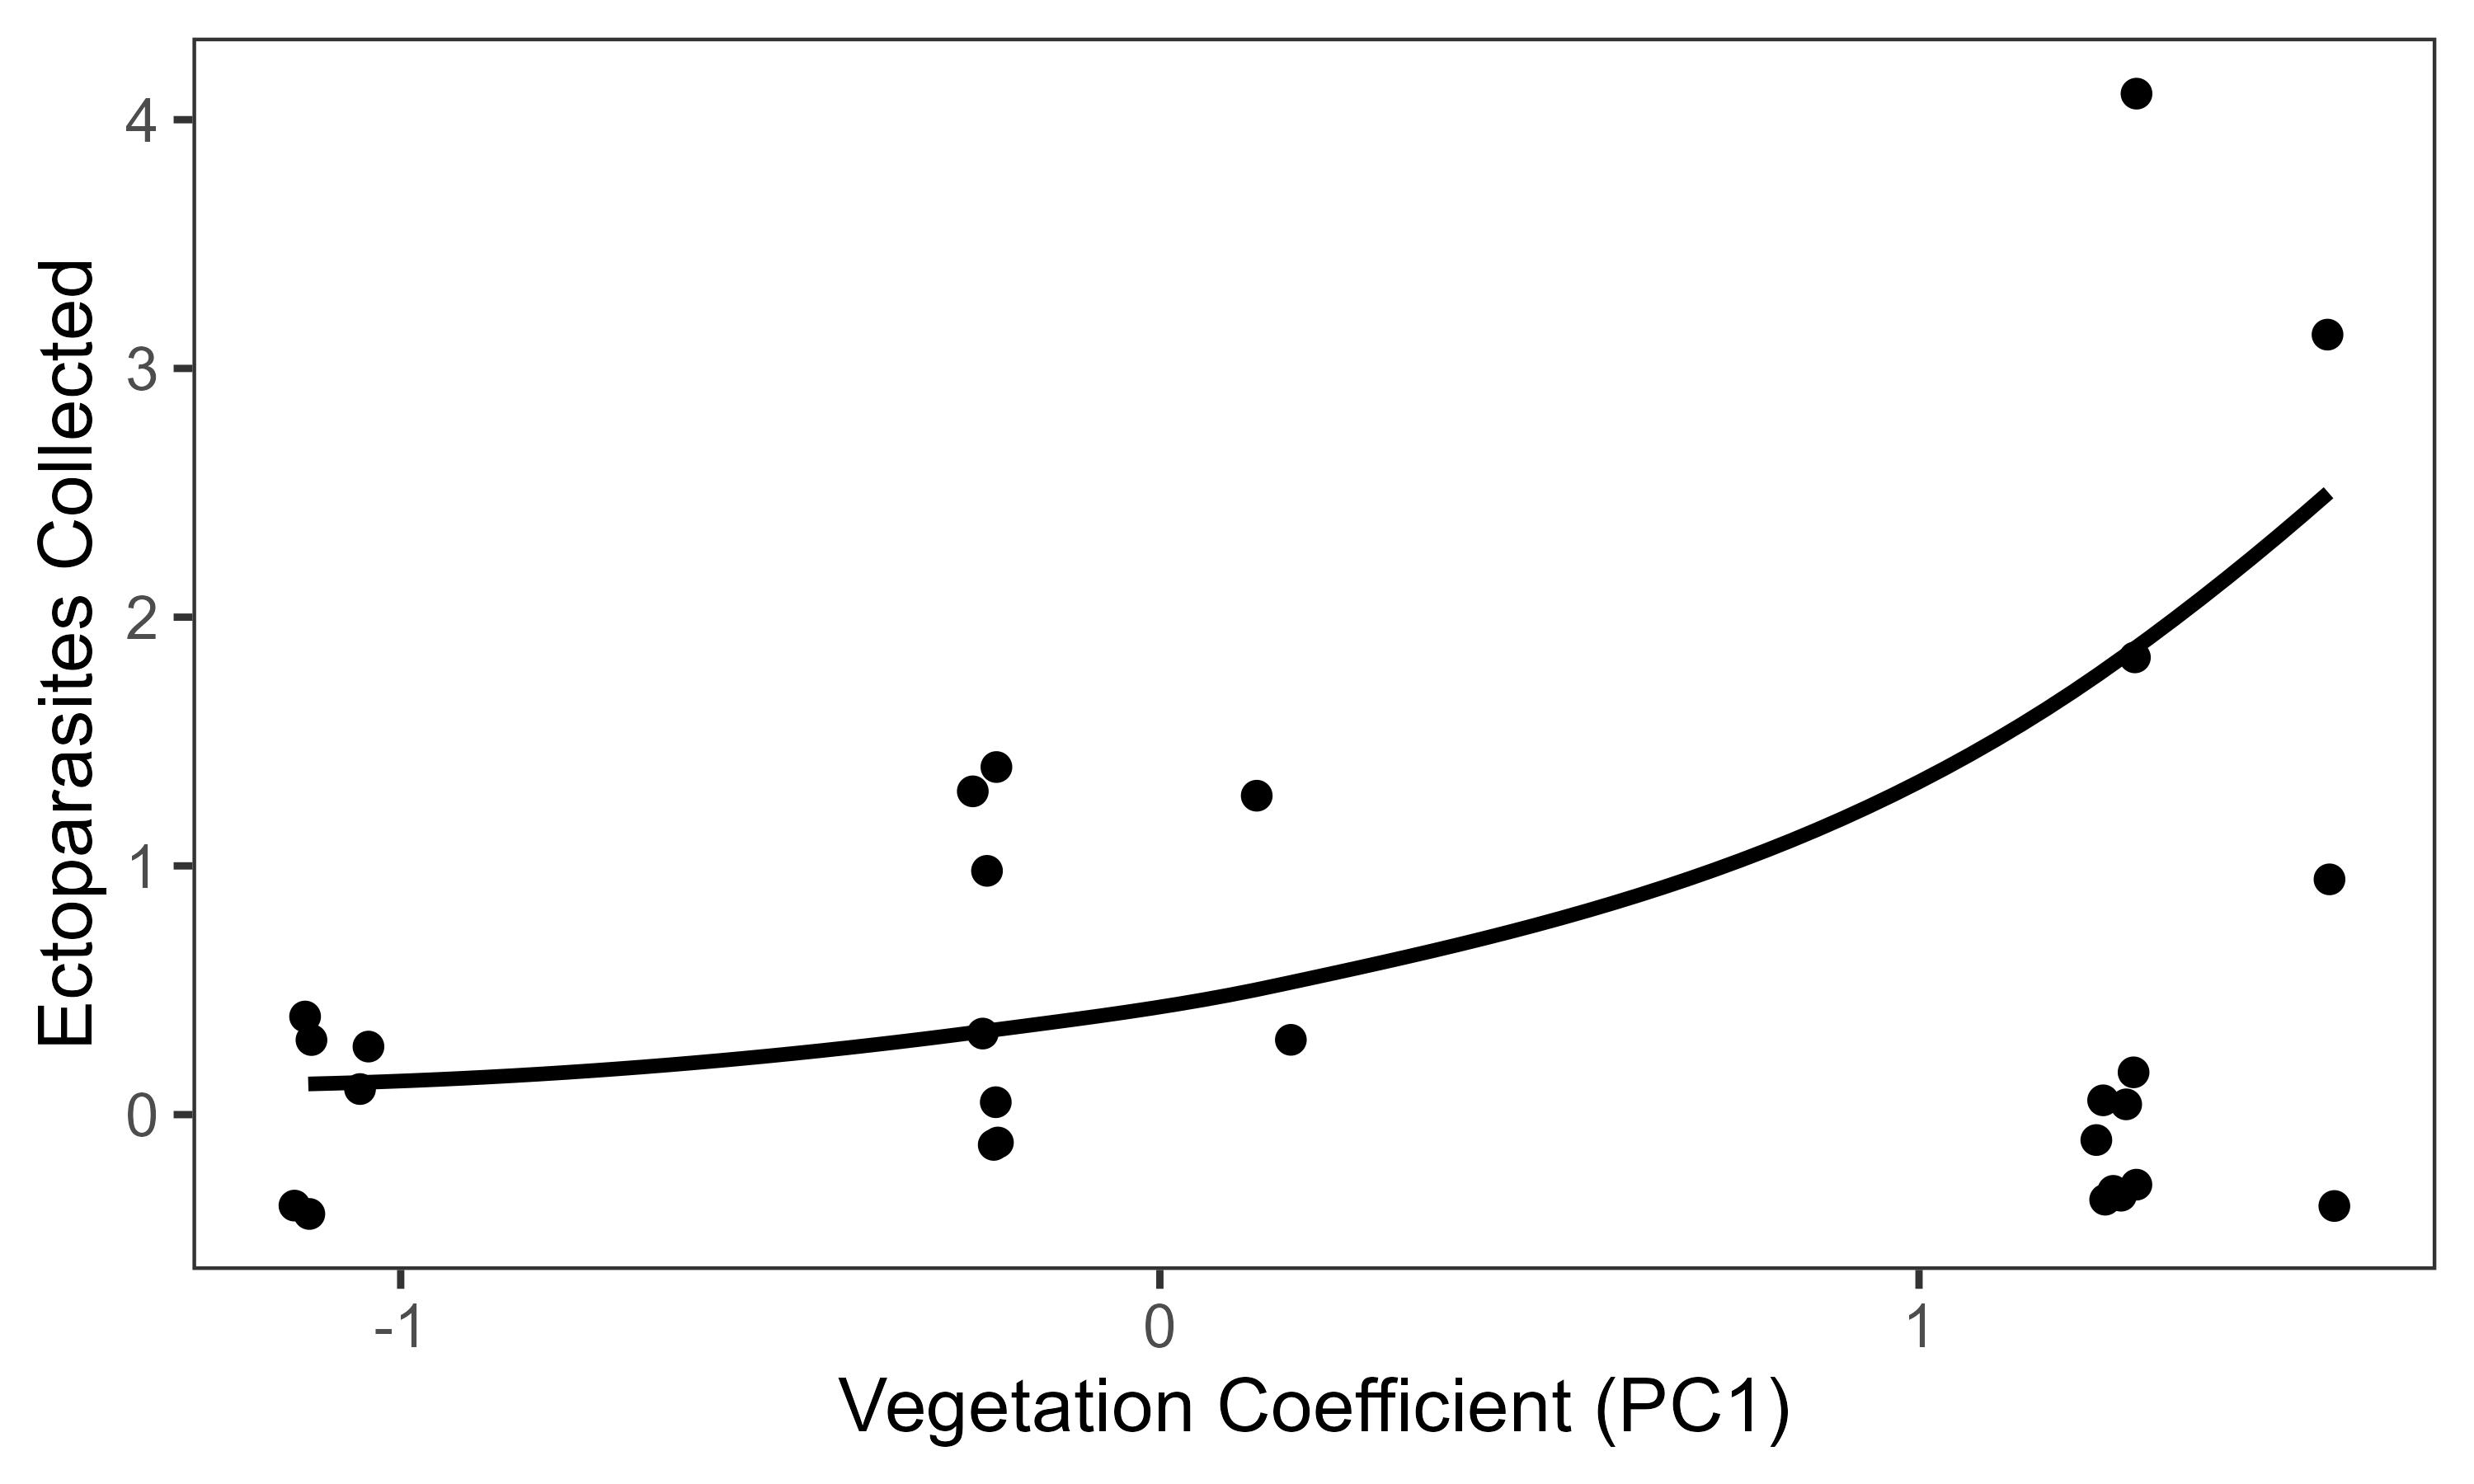 Ectoparasites Collected
4
3
2
1
0
-1 0 1
Vegetation Coefficient (PC1)